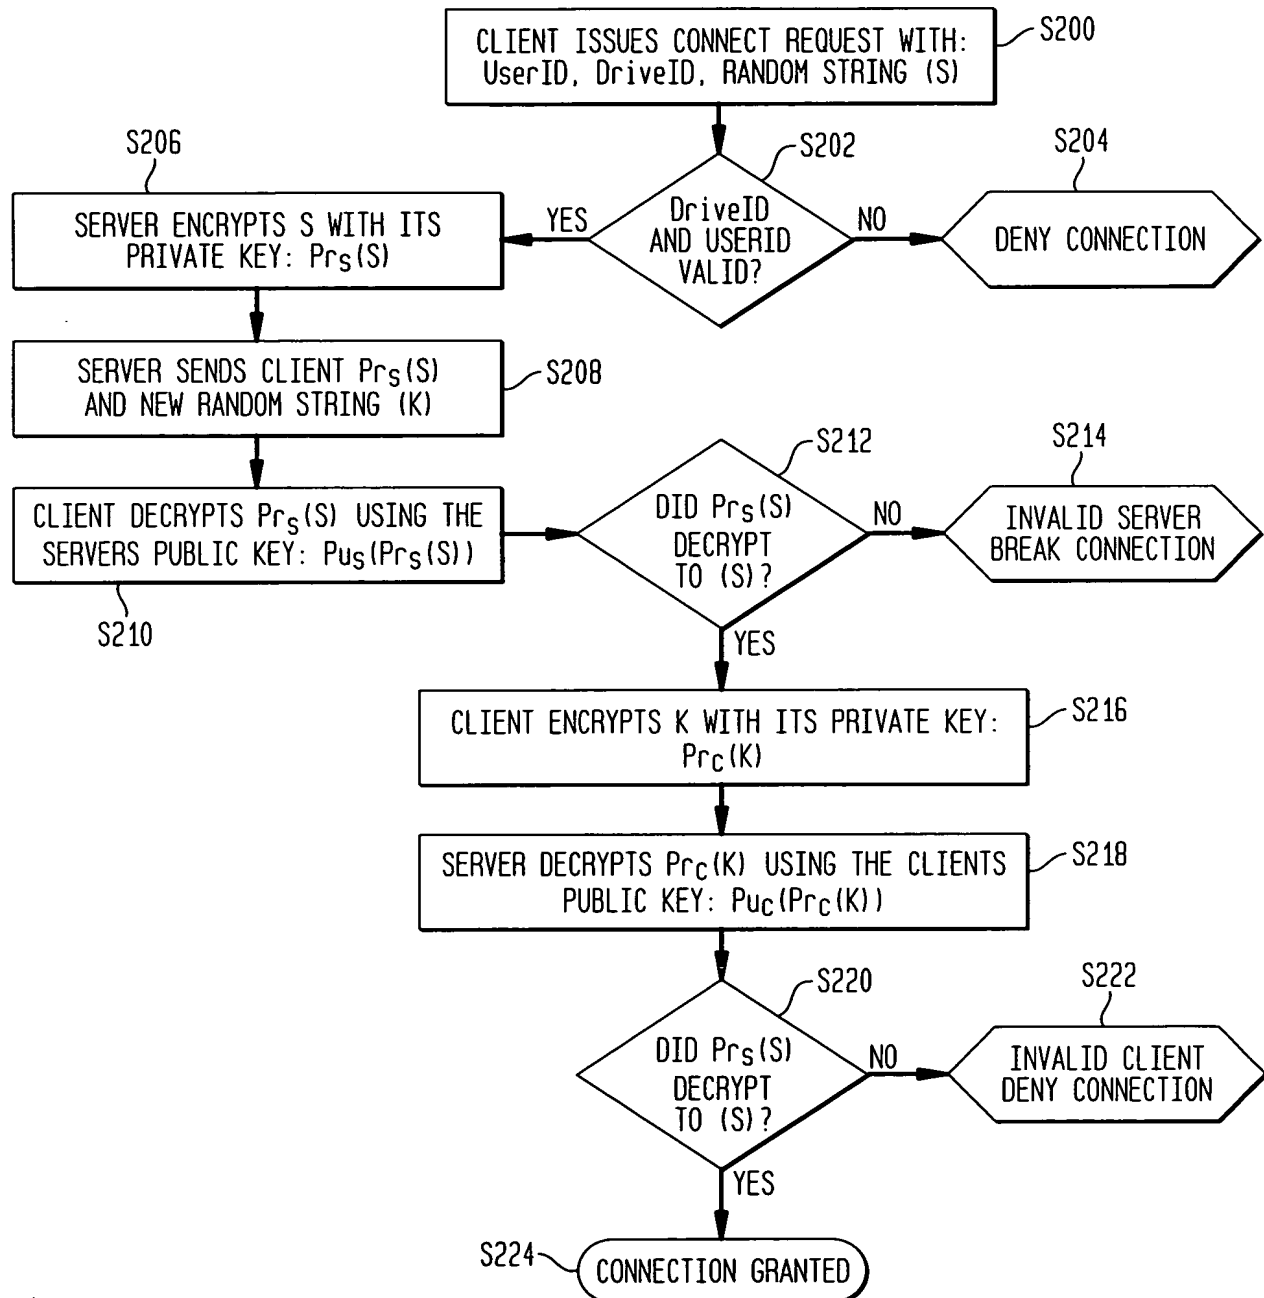 CLIENT ISSUES CONNECT REQUEST WITH:
UserID, DriveID, RANDOM STRING (S)
S200
S202
DriveID
AND USERID
VALID?
YES
NO
S204
DENY CONNECTION
S206
SERVER ENCRYPTS S WITH ITS
PRIVATE KEY: Prs(S)
SERVER SENDS CLIENT Prs(S)
AND NEW RANDOM STRING (K)
S208
CLIENT DECRYPTS Prs(S) USING THE
SERVERS PUBLIC KEY: Pus(Prs(S))
S210
S212
DID Prs(S)
DECRYPT
TO (S)?
NO
YES
S214
INVALID SERVER
BREAK CONNECTION
CLIENT ENCRYPTS K WITH ITS PRIVATE KEY:
Prc(K)
S216
SERVER DECRYPTS Prc(K) USING THE CLIENTS
PUBLIC KEY: Puc(Prc(K))
S218
S220
DID Prs(S)
DECRYPT
TO (S)?
NO
YES
S222
INVALID CLIENT
DENY CONNECTION
S224
CONNECTION GRANTED